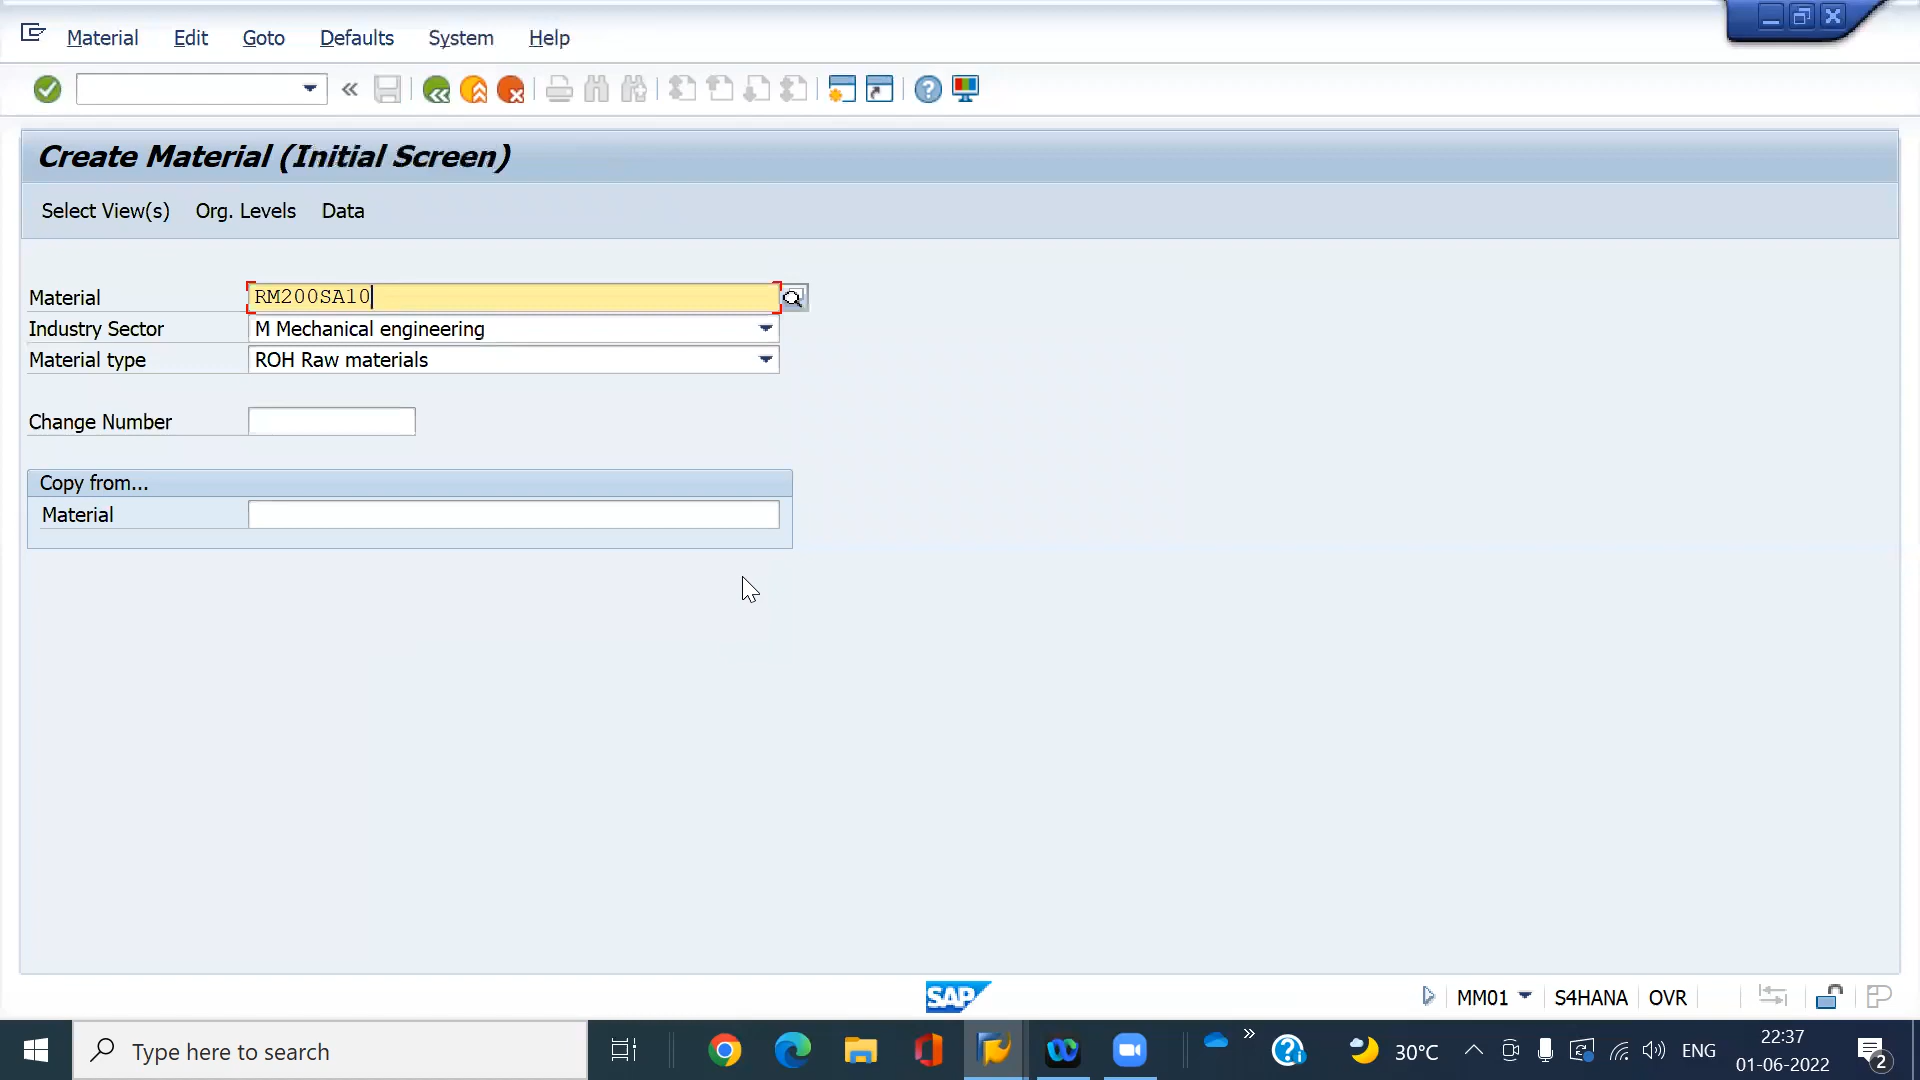 Material Edit Goto Defaults System Help
Create Material (Initial Screen)
Select View(s) Org. Levels Data
Material RM200SA10
Industry Sector M Mechanical engineering
Material type ROH Raw materials
Change Number
Copy from...
Material
SAP MM01 S4HANA OVR
Type here to search 30°C ENG 22:37
01-06-2022 2